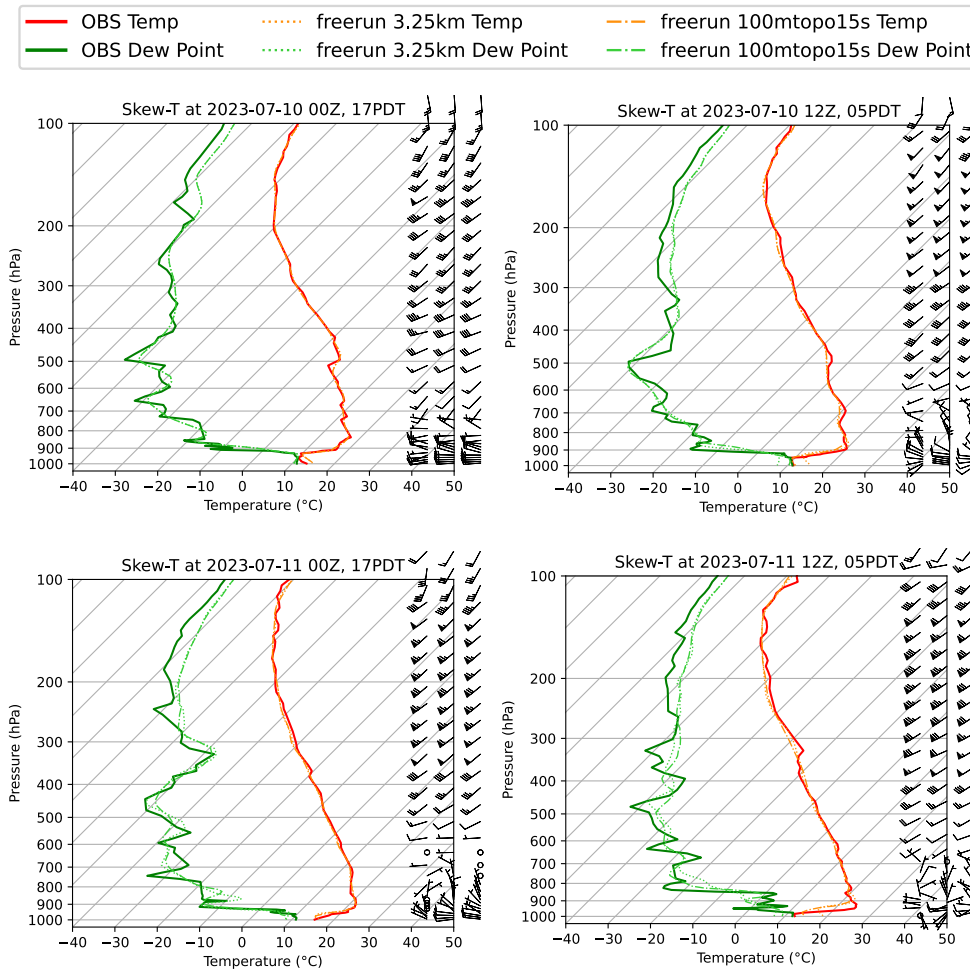 OBS Temp
OBS Dew Point
freerun 3.25km Temp
freerun 3.25km Dew Point
freerun 100mtopo15s Temp
freerun 100mtopo15s Dew Point
Skew-T at 2023-07-10 00Z, 17PDT
100
200
300
400
500
600
700
800
900
1000
Pressure (hPa)
−40 −30 −20 −10 0 10 20 30 40 50
Temperature (°C)
Skew-T at 2023-07-10 12Z, 05PDT
100
200
300
400
500
600
700
800
900
1000
Pressure (hPa)
−40 −30 −20 −10 0 10 20 30 40 50
Temperature (°C)
Skew-T at 2023-07-11 00Z, 17PDT
100
200
300
400
500
600
700
800
900
1000
Pressure (hPa)
−40 −30 −20 −10 0 10 20 30 40 50
Temperature (°C)
Skew-T at 2023-07-11 12Z, 05PDT
100
200
300
400
500
600
700
800
900
1000
Pressure (hPa)
−40 −30 −20 −10 0 10 20 30 40 50
Temperature (°C)